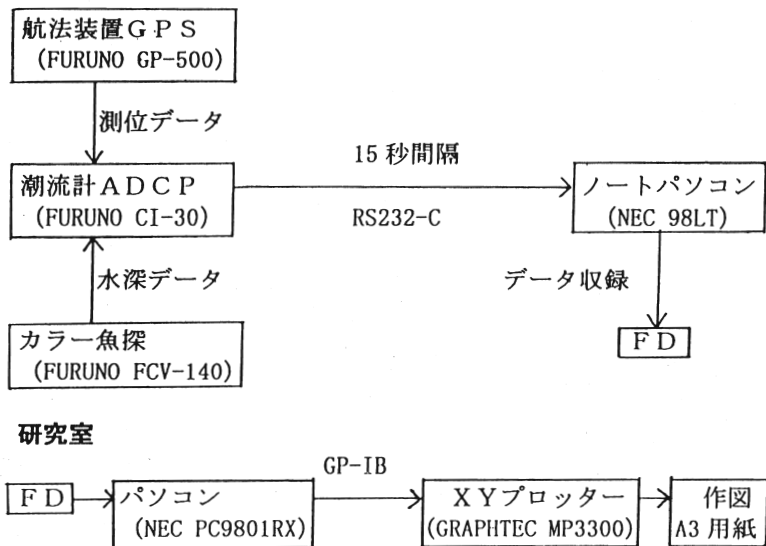 航法装置GPS
(FURUNO GP-500)
測位データ
15秒間隔
潮流計ADCP
(FURUNO CI-30)
ノートパソコン
(NEC 98LT)
RS232-C
水深データ
データ収録
カラー魚探
(FURUNO FCV-140)
FD
研究室
GP-IB
FD
パソコン
(NEC PC9801RX)
XYプロッター
(GRAPHTEC MP3300)
作図
A3用紙